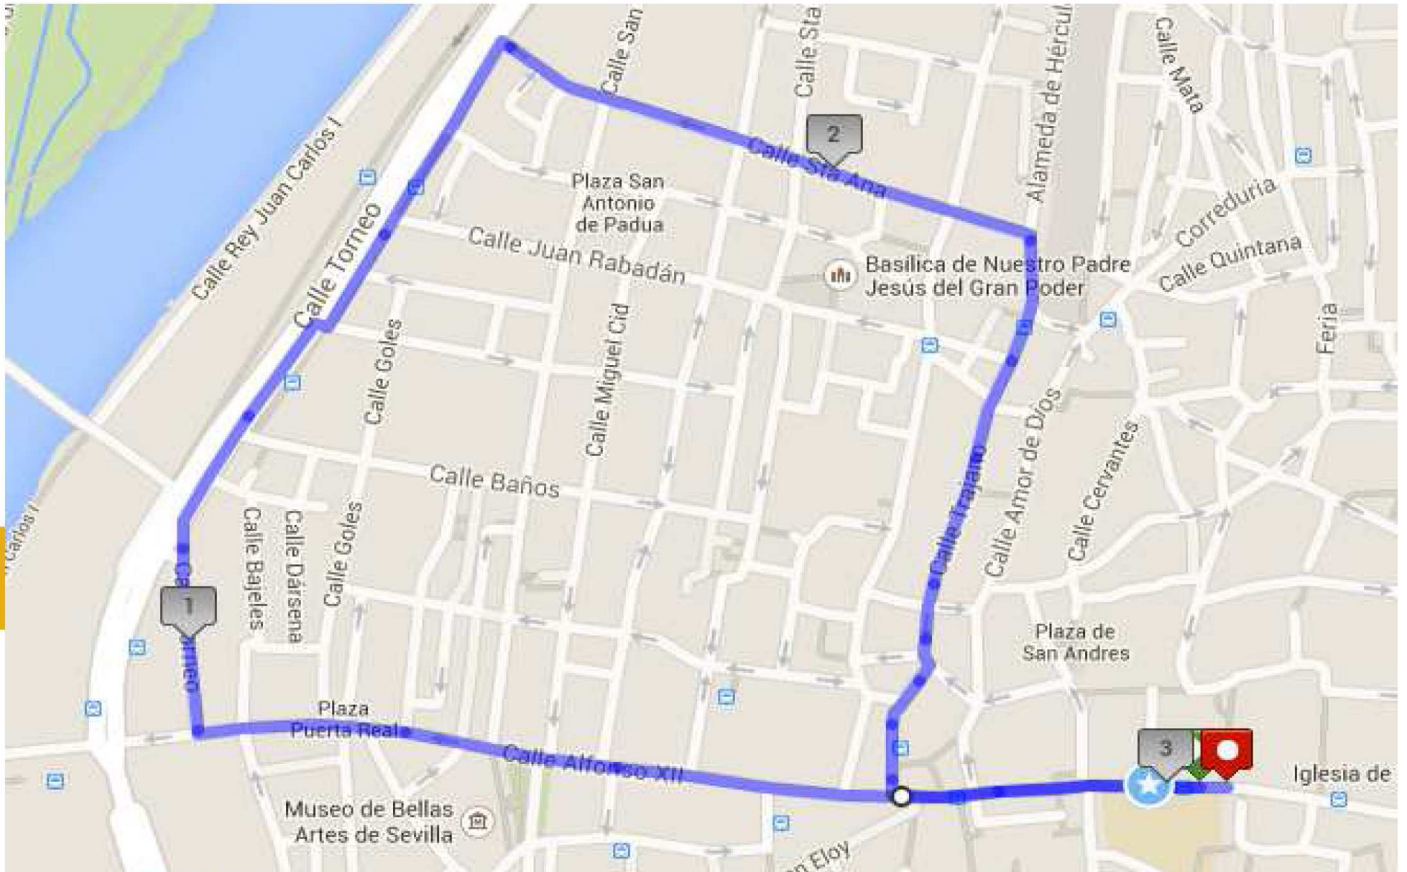 Calle San
Calle Sta
Alameda de Hércul
Calle Mata
Calle Rey Juan Carlos I
2
Calle Sta Ana
Plaza San
Antonio
de Padua
Correduria
Calle Torneo
Calle Juan Rabadán
Calle Quintana
Basílica de Nuestro Padre
Jesús del Gran Poder
Feria
Calle Goles
Calle Miguel Cid
Calle Amor de Dios
Calle Cervantes
Calle Baños
Calle Trajano
Carlos I
Calle Bajeles
Calle Dársena
Calle Goles
1
Plaza de
San Andres
Plaza
Puerta Real
Calle Alfonso XII
3
Iglesia de
Museo de Bellas
Artes de Sevilla
n Eloy